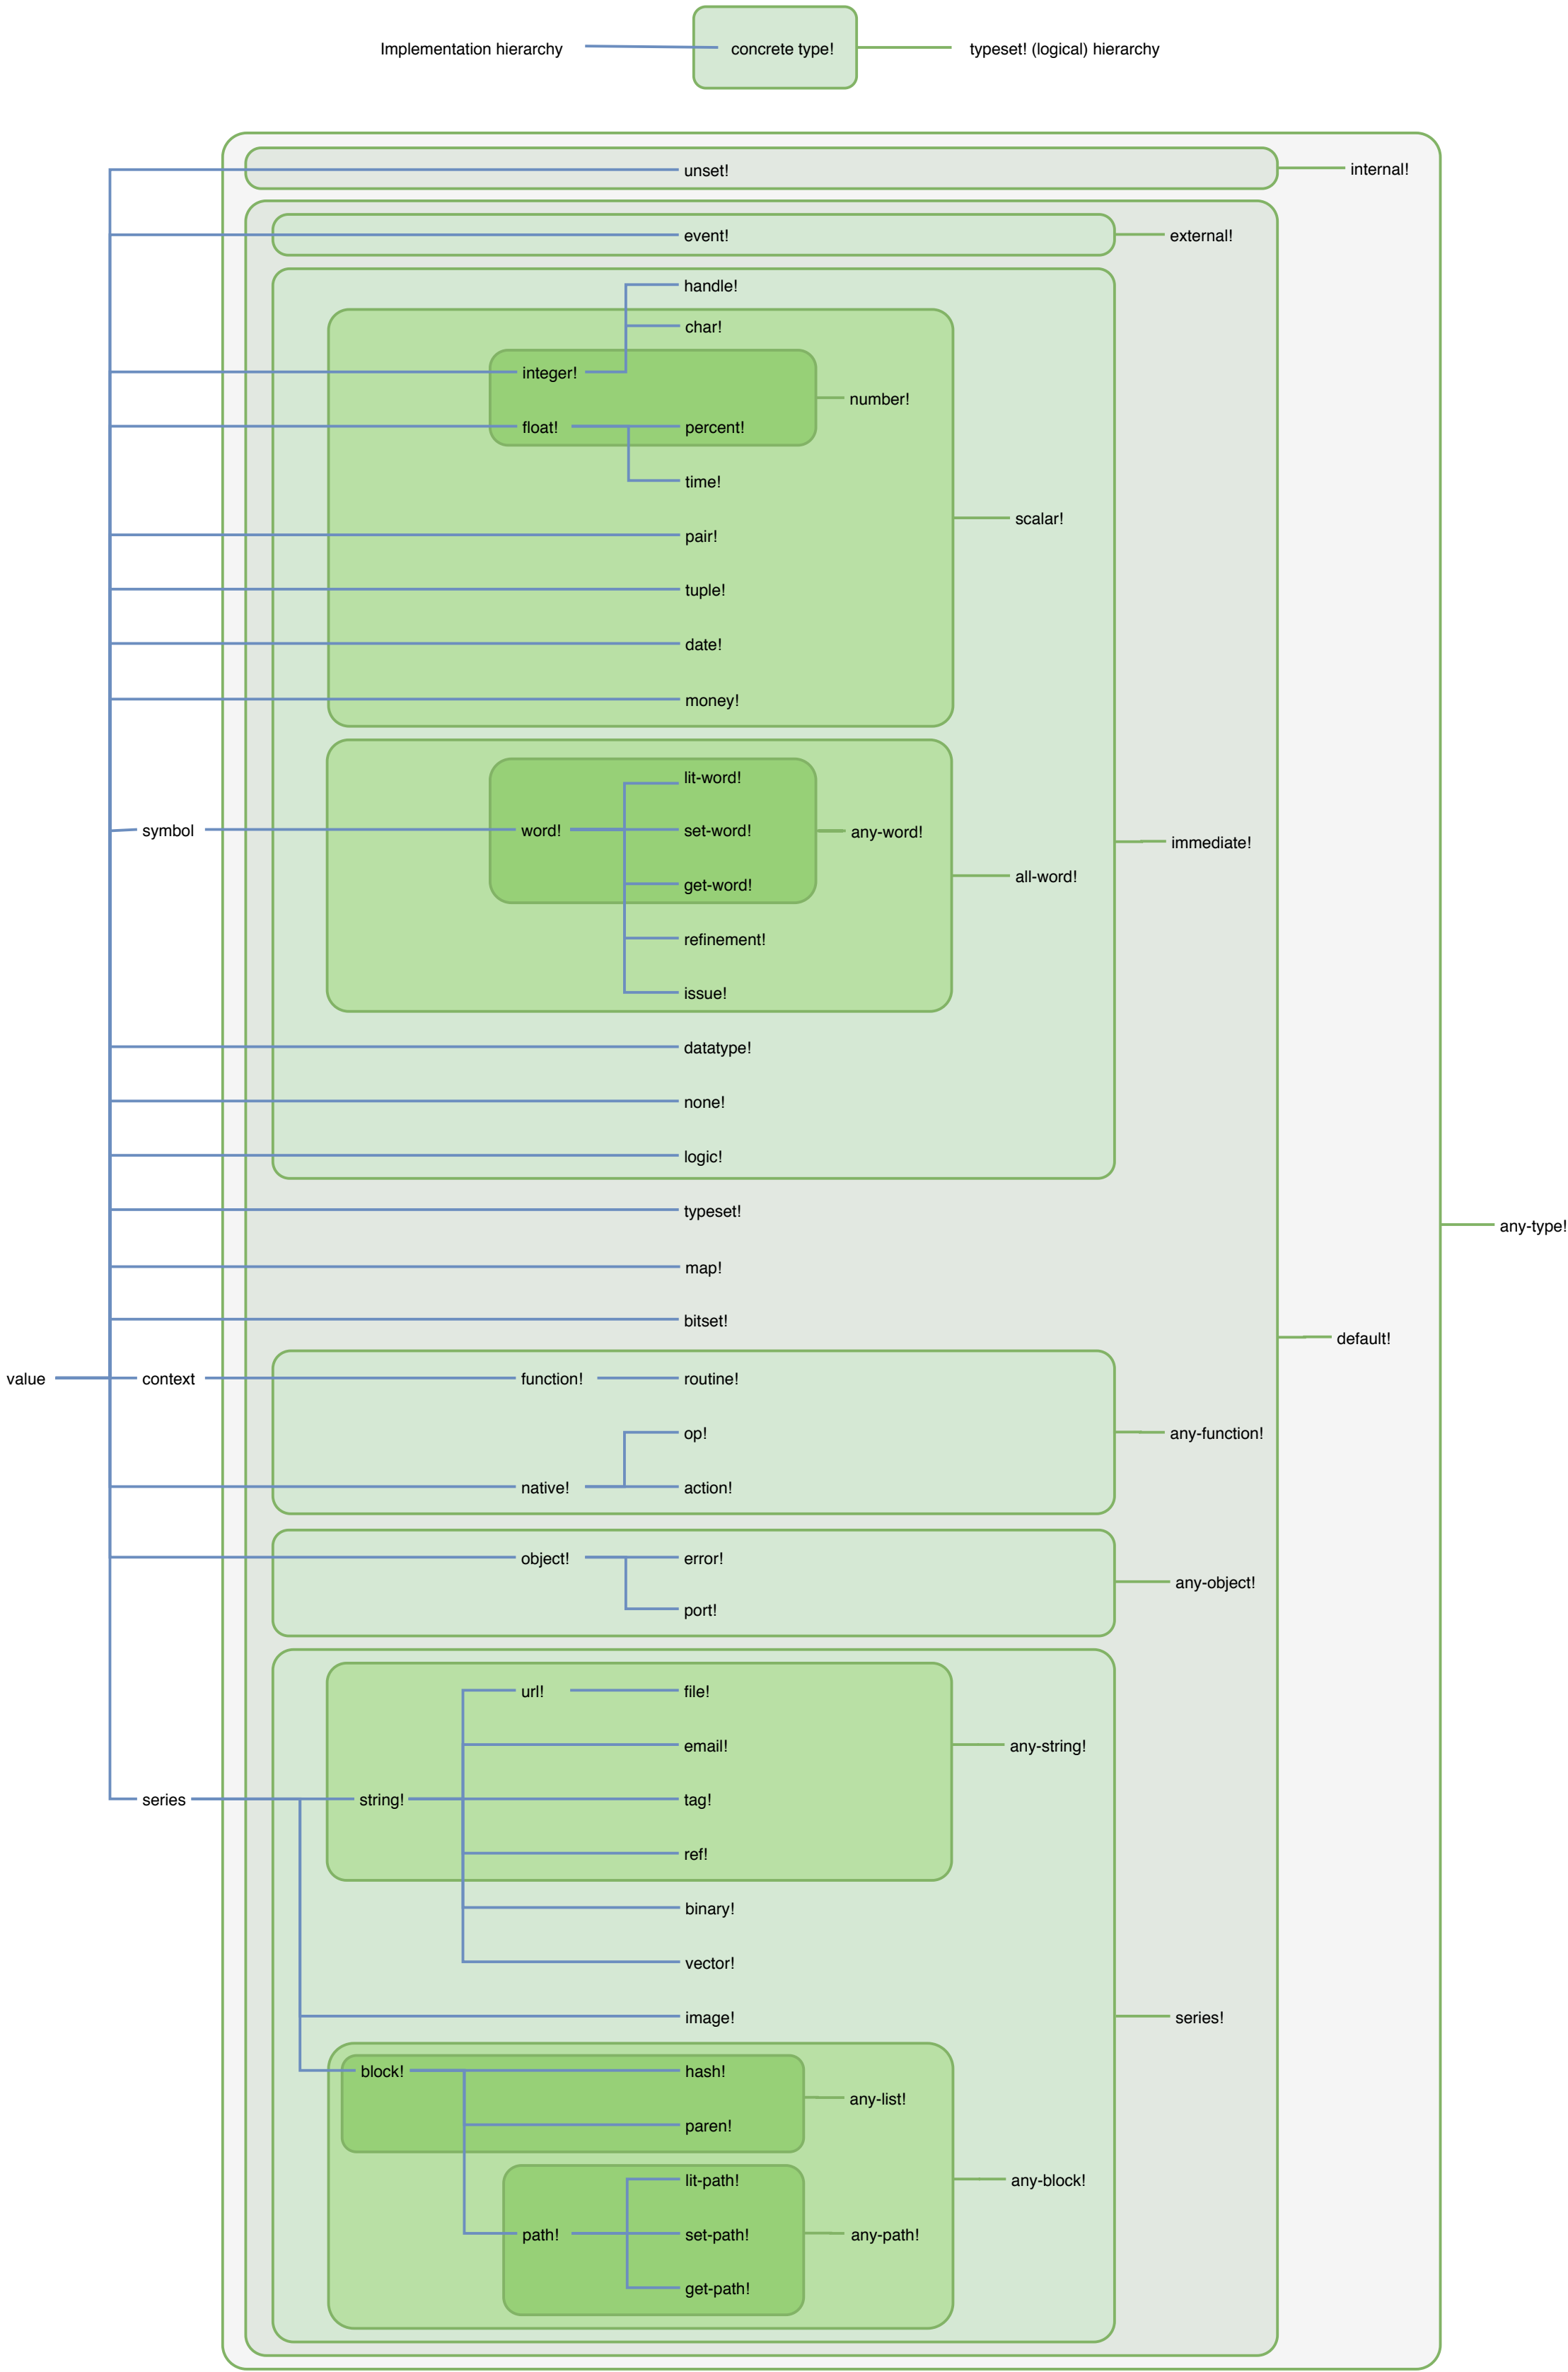 Implementation hierarchy concrete type! typeset! (logical) hierarchy
unset! internal!
event! external!
handle!
char!
integer!
number!
float! percent!
time!
scalar!
pair!
tuple!
date!
money!
lit-word!
symbol word! set-word! any-word!
immediate!
all-word!
get-word!
refinement!
issue!
datatype!
none!
logic!
typeset!
any-type!
map!
bitset!
default!
value context function! routine!
op! any-function!
native! action!
object! error!
any-object!
port!
url! file!
email! any-string!
series string! tag!
ref!
binary!
vector!
image! series!
block! hash!
any-list!
paren!
lit-path! any-block!
path! set-path! any-path!
get-path!